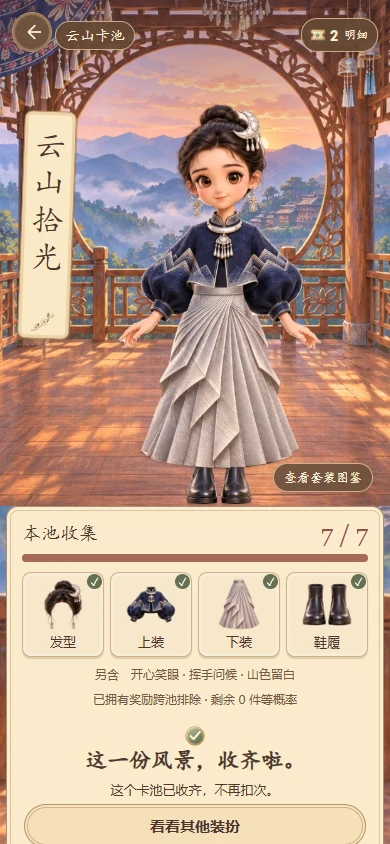 云山卡池
2 明细
云山拾光
查看套装图鉴
本池收集
7 / 7
发型 上装 下装 鞋履
另含 开心笑眼 · 挥手问候 · 山色留白
已拥有奖励跨池排除 · 剩余 0 件等概率
这一份风景，收齐啦。
这个卡池已收齐，不再扣次。
看看其他装扮